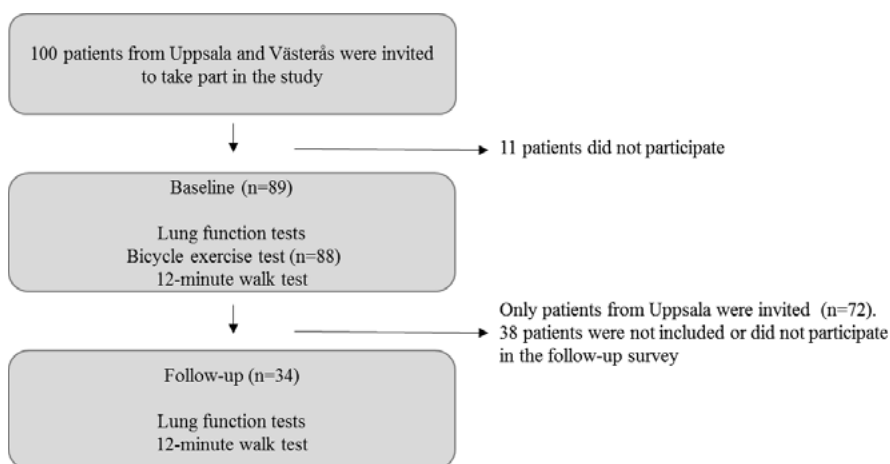 100 patients from Uppsala and Västerås were invited
to take part in the study
11 patients did not participate
Baseline (n=89)
Lung function tests
Bicycle exercise test (n=88)
12-minute walk test
Only patients from Uppsala were invited (n=72).
38 patients were not included or did not participate
in the follow-up survey
Follow-up (n=34)
Lung function tests
12-minute walk test